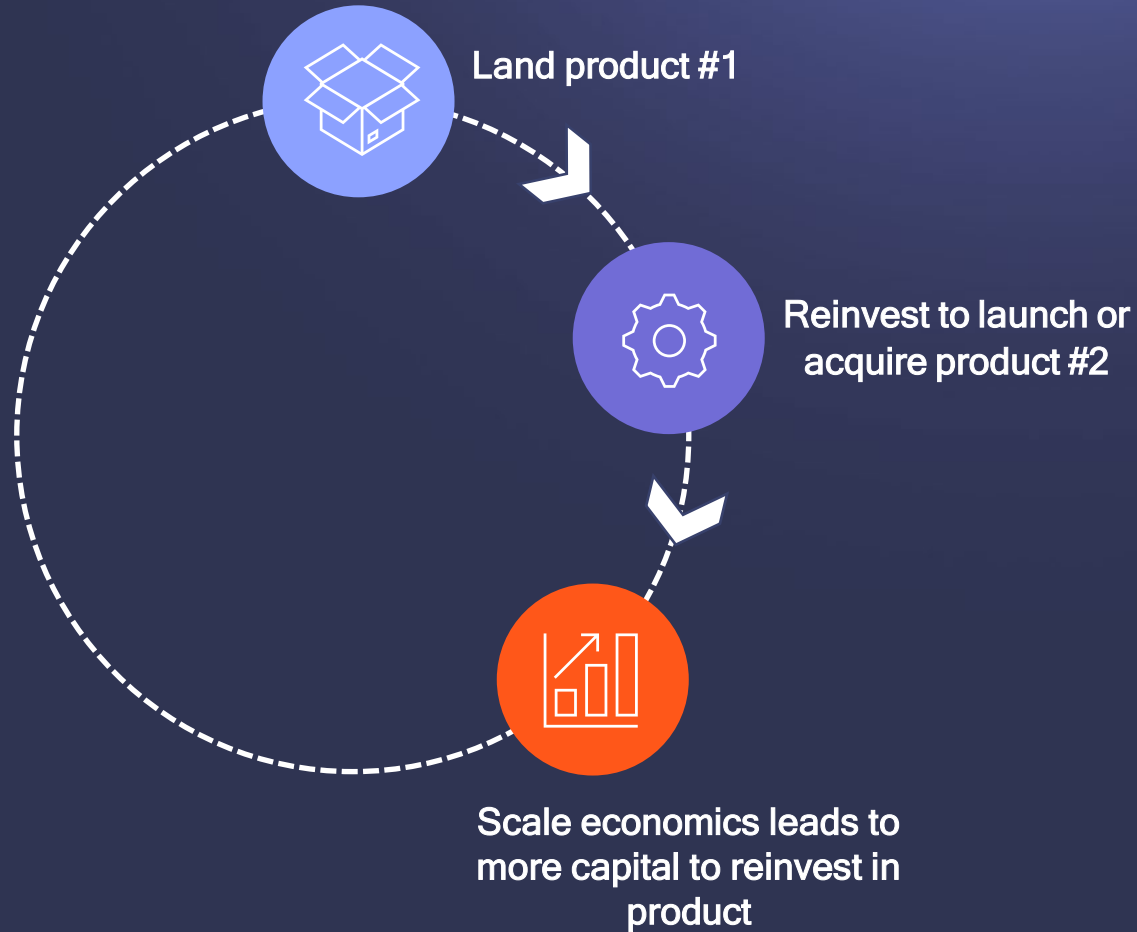 Land product #1
Reinvest to launch or
acquire product #2
Scale economics leads to
more capital to reinvest in
product